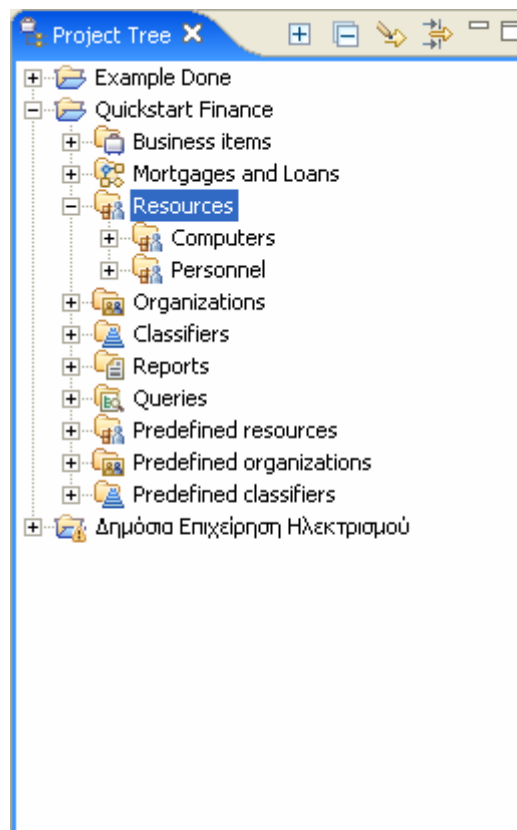 Project Tree
Example Done
Quickstart Finance
Business items
Mortgages and Loans
Resources
Computers
Personnel
Organizations
Classifiers
Reports
Queries
Predefined resources
Predefined organizations
Predefined classifiers
Δημόσια Επιχείρηση Ηλεκτρισμού